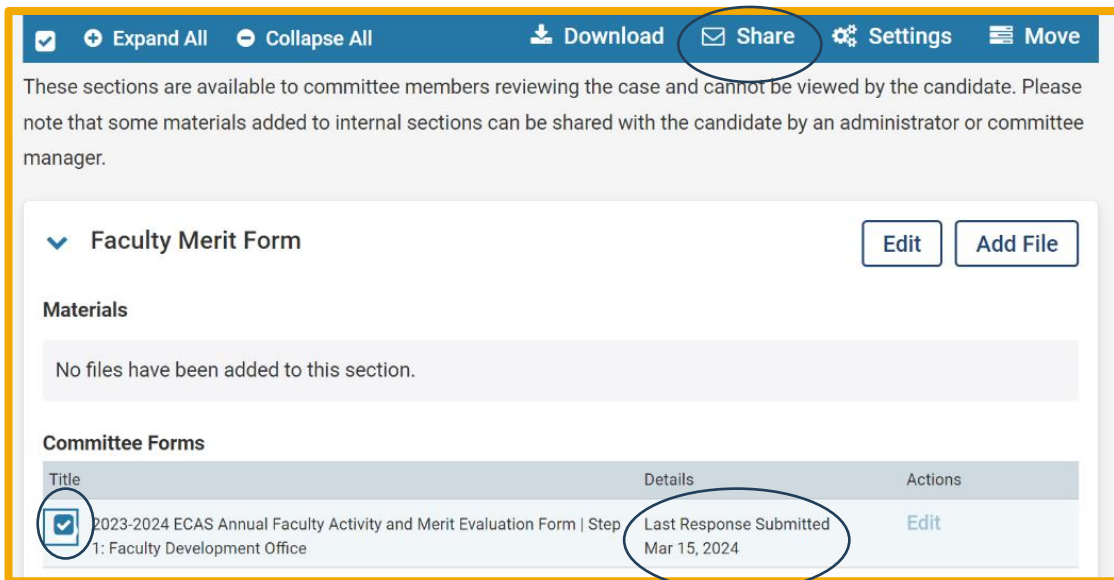 Expand All Collapse All Download Share Settings Move
These sections are available to committee members reviewing the case and cannot be viewed by the candidate. Please
note that some materials added to internal sections can be shared with the candidate by an administrator or committee
manager.
Faculty Merit Form Edit Add File
Materials
No files have been added to this section.
Committee Forms
Title Details Actions
2023-2024 ECAS Annual Faculty Activity and Merit Evaluation Form | Step Last Response Submitted Edit
1: Faculty Development Office Mar 15, 2024